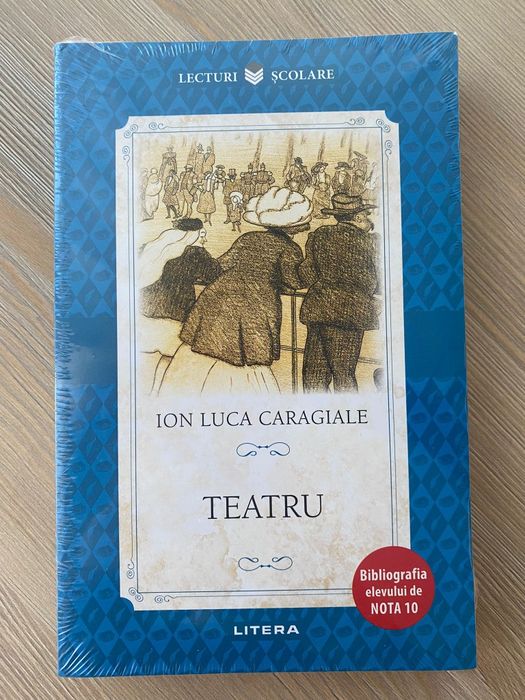 LECTURI ȘCOLARE
ION LUCA CARAGIALE
TEATRU
Bibliografia
elevului de
NOTA 10
LITERA